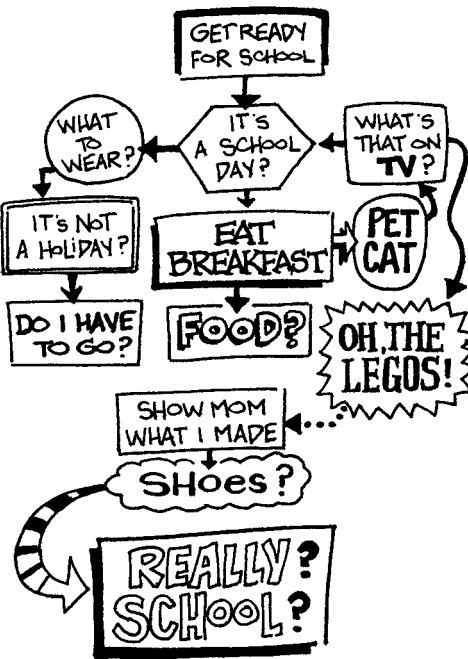 GET READY
FOR SCHOOL
WHAT
TO
WEAR?
IT'S
A SCHOOL
DAY?
WHAT'S
THAT ON
TV?
IT'S NOT
A HOLIDAY?
EAT
BREAKFAST
PET
CAT
DO I HAVE
TO GO?
FOOD?
OH, THE
LEGOS!
SHOW MOM
WHAT I MADE
SHOES?
REALLY?
SCHOOL?